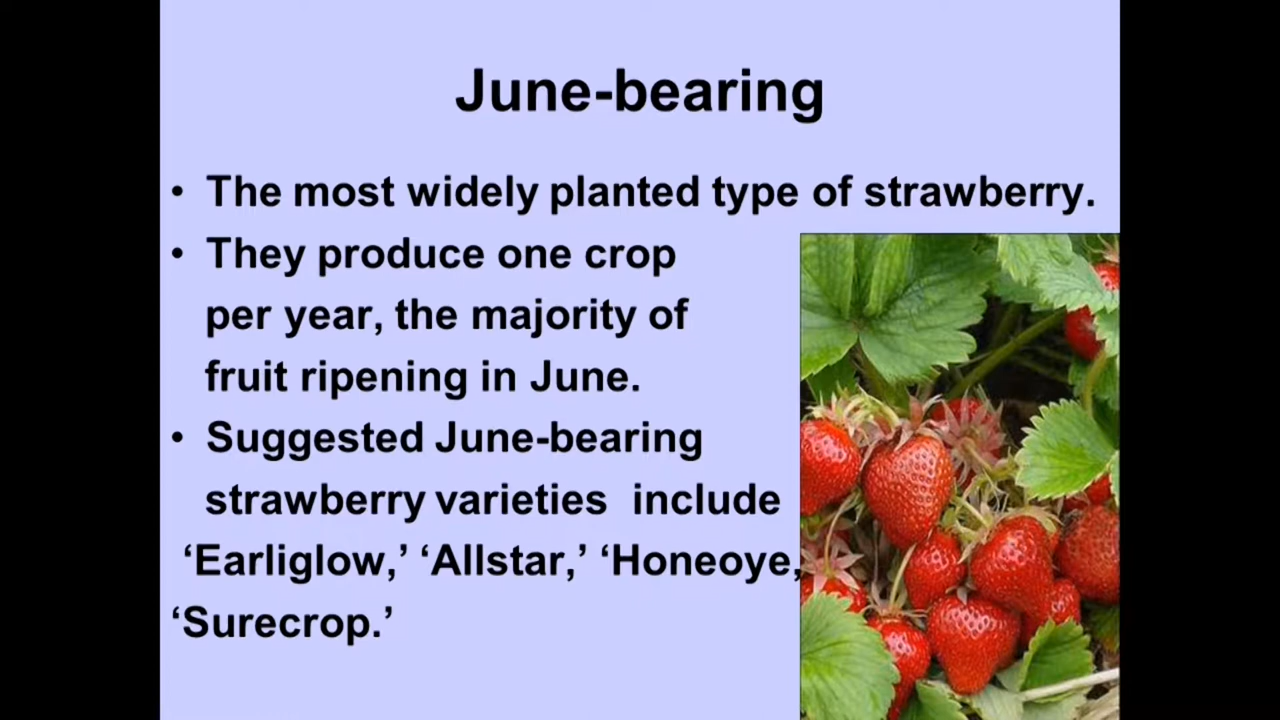 June-bearing
• The most widely planted type of strawberry.
• They produce one crop
per year, the majority of
fruit ripening in June.
• Suggested June-bearing
strawberry varieties include
‘Earliglow,’ ‘Allstar,’ ‘Honeoye,
‘Surecrop.’